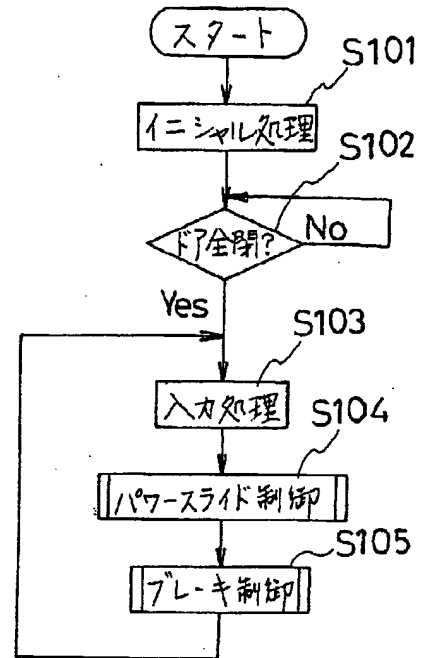 スタート
S101
イニシャル処理
S102
ドア全閉?
No
Yes
S103
入力処理
S104
パワースライド制御
S105
ブレーキ制御